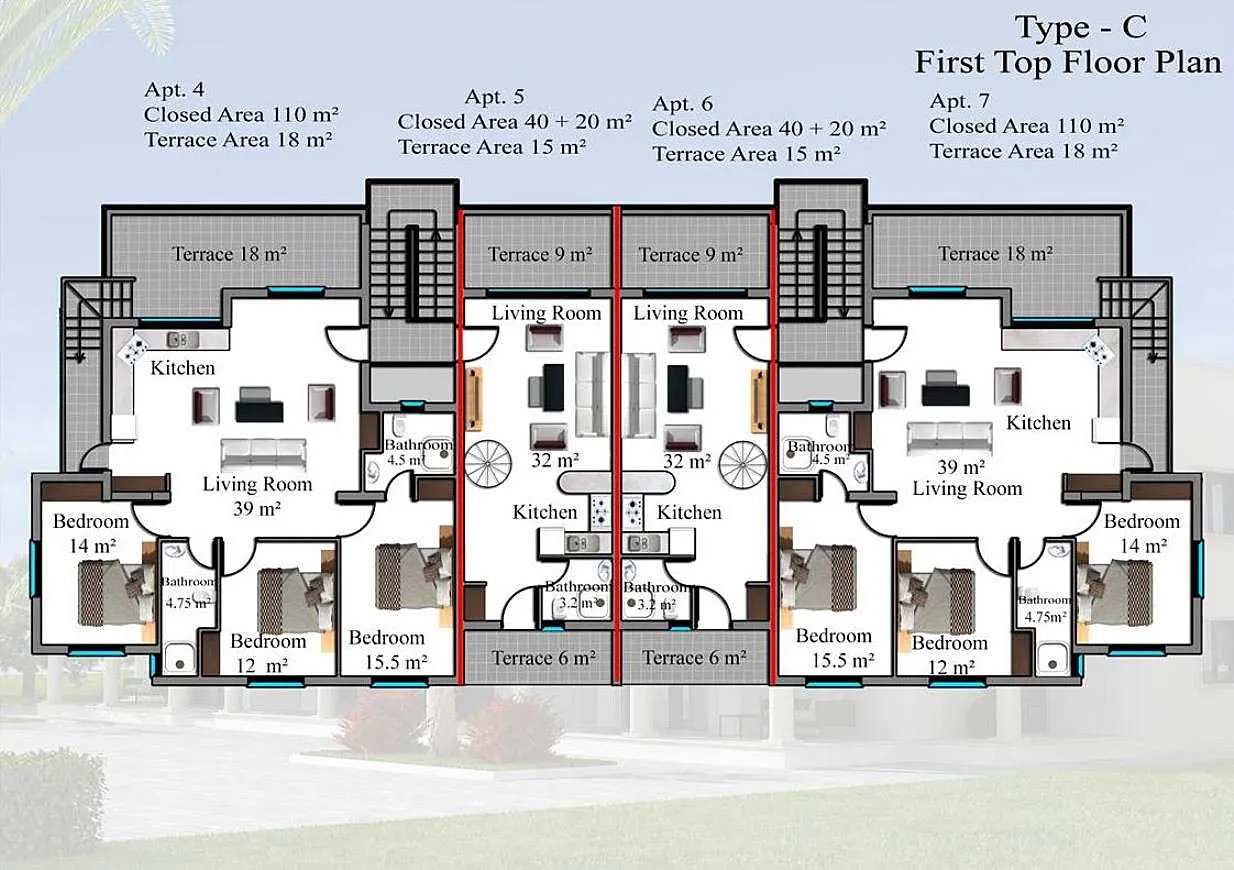 Type - C
First Top Floor Plan
Apt. 4
Closed Area 110 m²
Terrace Area 18 m²
Apt. 5
Closed Area 40 + 20 m²
Terrace Area 15 m²
Apt. 6
Closed Area 40 + 20 m²
Terrace Area 15 m²
Apt. 7
Closed Area 110 m²
Terrace Area 18 m²
Terrace 18 m²
Terrace 9 m²
Terrace 9 m²
Terrace 18 m²
Living Room
Living Room
Kitchen
Kitchen
Bathroom
4.5 m²
32 m²
32 m²
Bathroom
4.5 m²
39 m²
Living Room
Living Room
39 m²
Kitchen
Kitchen
Bedroom
14 m²
Bedroom
14 m²
Bathroom
4.75 m²
Bathroom
3.2 m²
Bathroom
3.2 m²
Bathroom
4.75m²
Bedroom
12 m²
Bedroom
15.5 m²
Bedroom
15.5 m²
Bedroom
12 m²
Terrace 6 m²
Terrace 6 m²